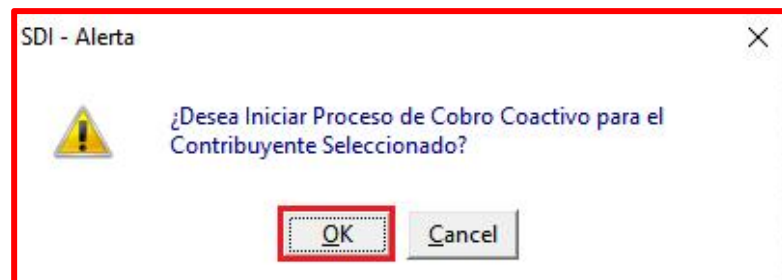 SDI - Alerta
¿Desea Iniciar Proceso de Cobro Coactivo para el
Contribuyente Seleccionado?
OK Cancel